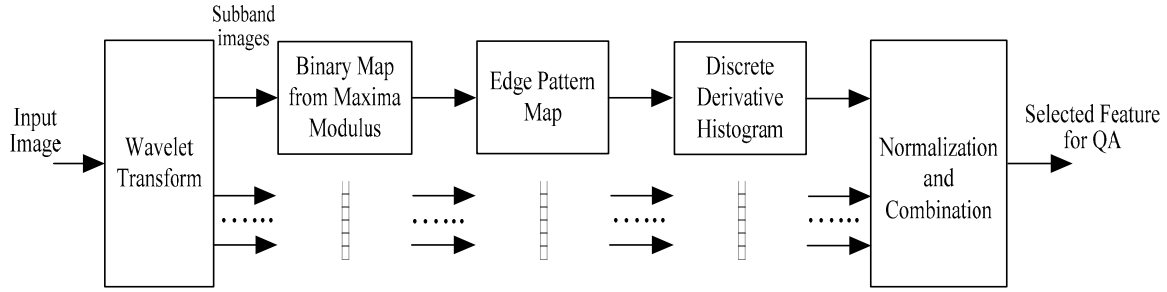 Input
Image
Wavelet
Transform
Subband
images
Binary Map
from Maxima
Modulus
Edge Pattern
Map
Discrete
Derivative
Histogram
Normalization
and
Combination
Selected Feature
for QA